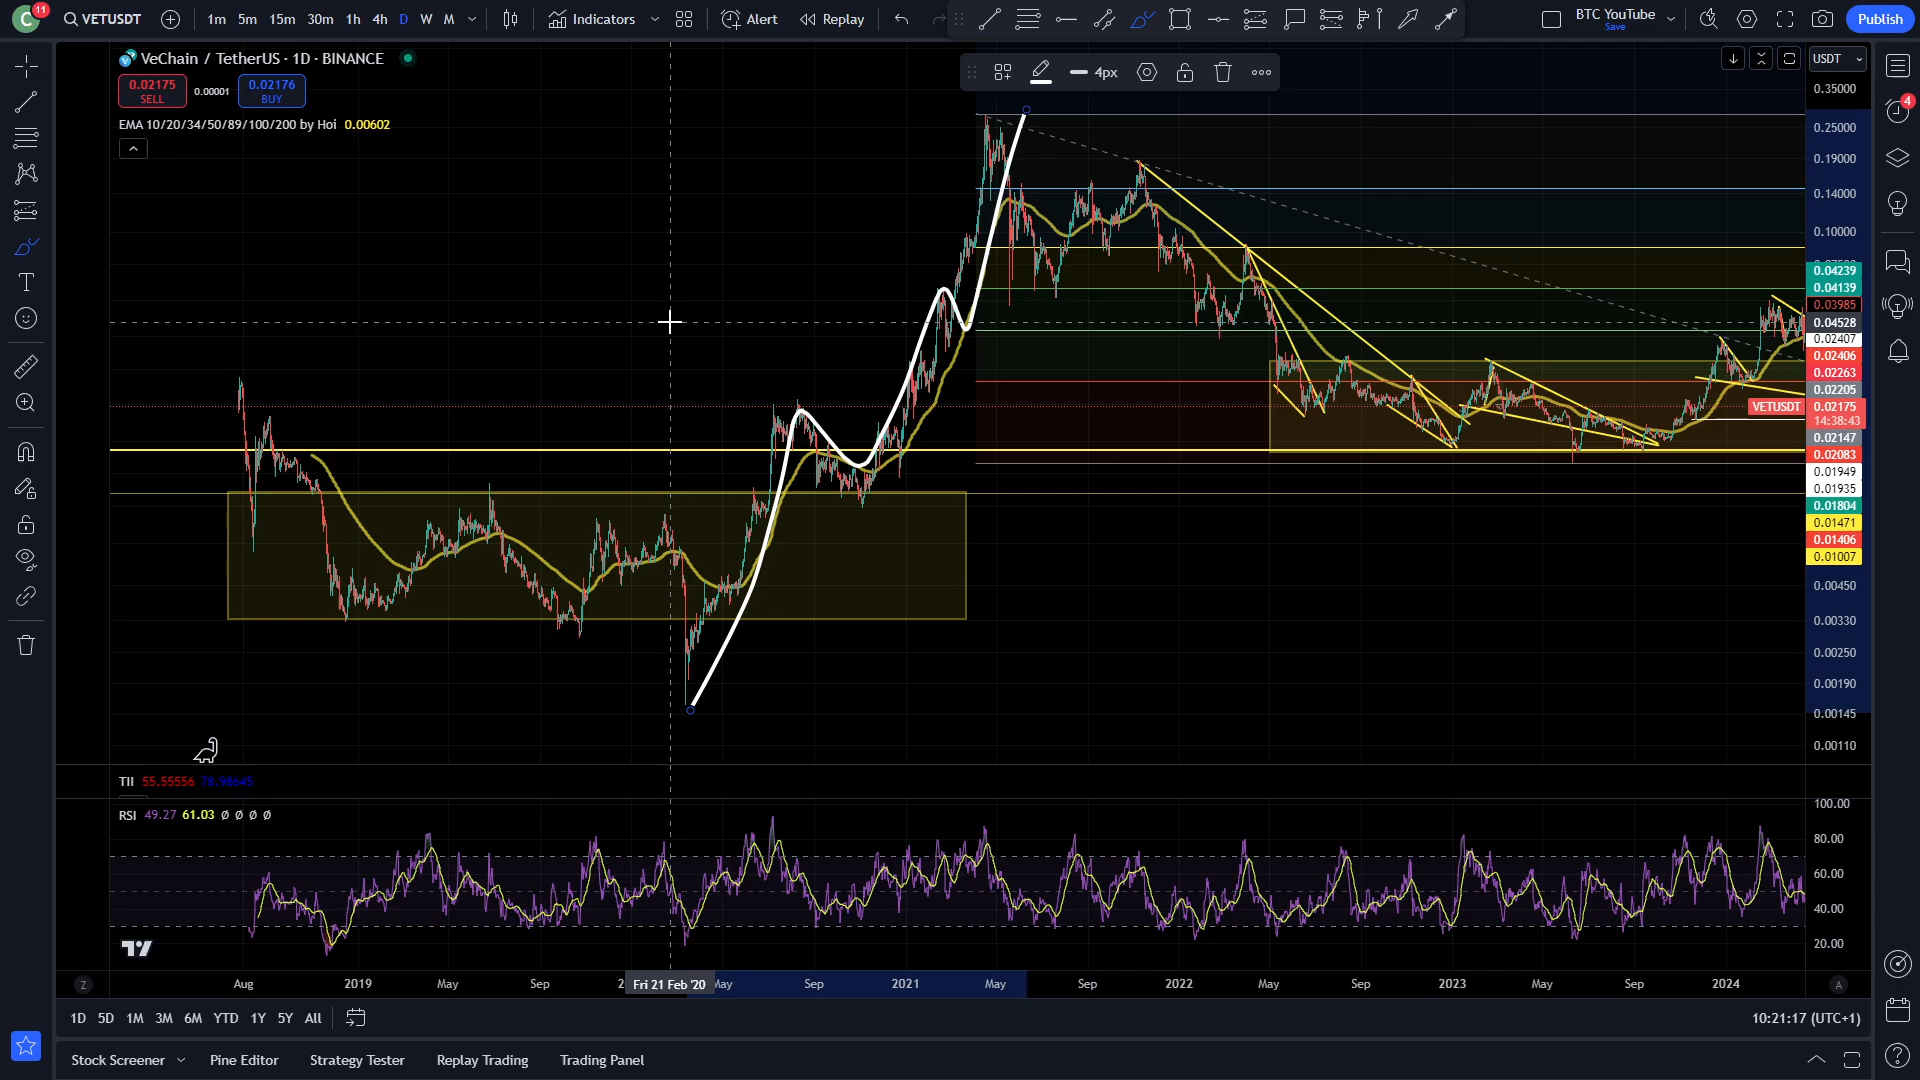 C 11 VETUSDT 1m 5m 15m 30m 1h 4h D W M Indicators Alert Replay BTC YouTube Save Publish
VeChain / TetherUS · 1D · BINANCE
4px
USDT
0.02175 SELL 0.00001 0.02176 BUY
EMA 10/20/34/50/89/100/200 by Hoi 0.00602
0.35000
4
0.25000
0.19000
0.14000
0.10000
0.04239
0.04139
0.03985
0.04528
0.02407
0.02406
0.02263
0.02205
VETUSDT 0.02175
14:38:43
0.02147
0.02083
0.01949
0.01935
0.01804
0.01471
0.01406
0.01007
0.00450
0.00330
0.00250
0.00190
0.00145
0.00110
TII 55.55556 78.98645
RSI 49.27 61.03 Ø Ø Ø Ø
100.00
80.00
60.00
40.00
20.00
Z Aug 2019 May Sep Fri 21 Feb '20 May Sep 2021 May Sep 2022 May Sep 2023 May Sep 2024 A
1D 5D 1M 3M 6M YTD 1Y 5Y All 10:21:17 (UTC+1)
Stock Screener Pine Editor Strategy Tester Replay Trading Trading Panel